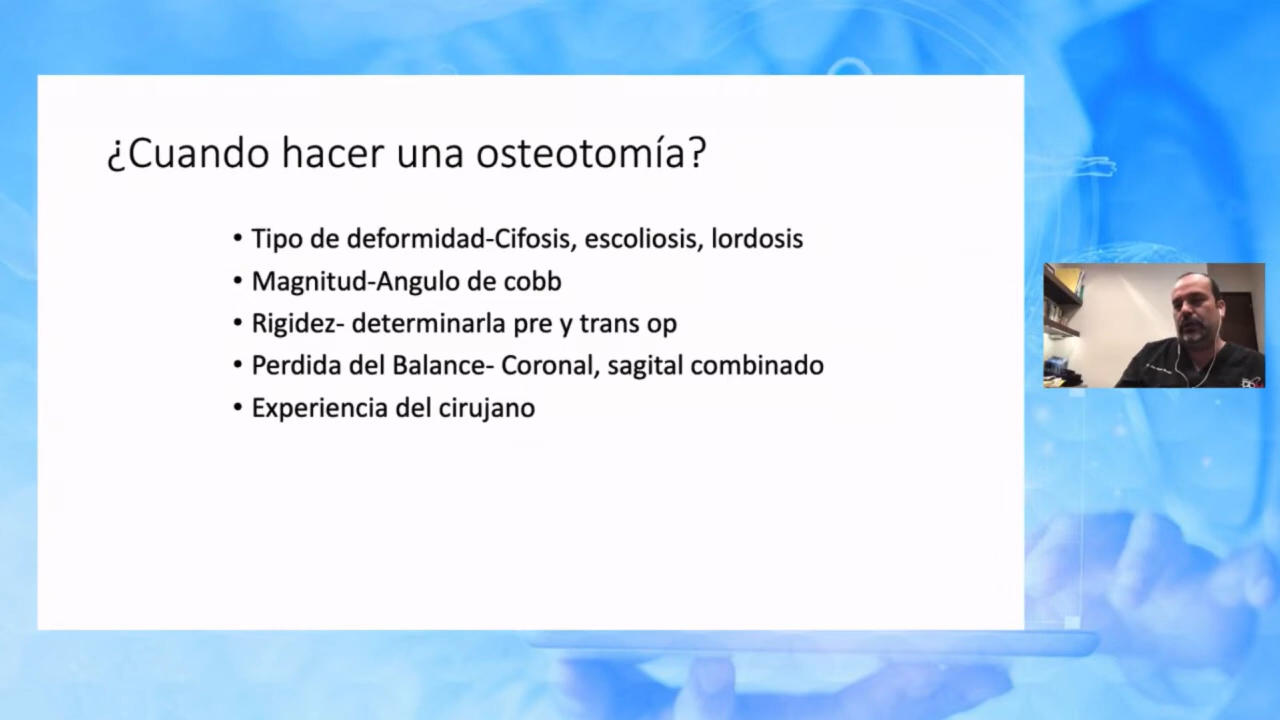 ¿Cuando hacer una osteotomía?
• Tipo de deformidad-Cifosis, escoliosis, lordosis
• Magnitud-Angulo de cobb
• Rigidez- determinarla pre y trans op
• Perdida del Balance- Coronal, sagital combinado
• Experiencia del cirujano